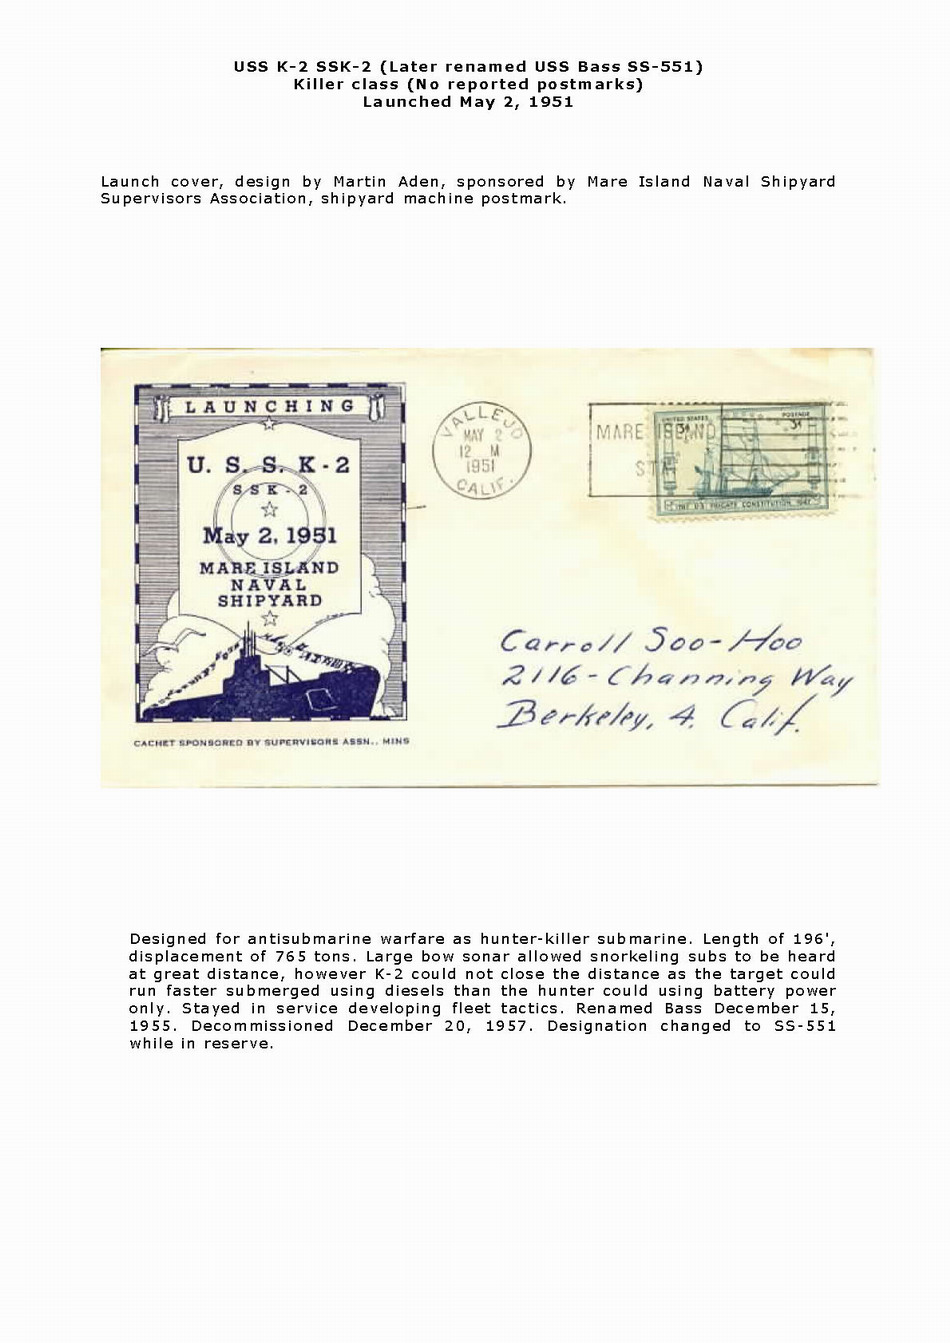 USS K-2 SSK-2 (Later renamed USS Bass SS-551)
Killer class (No reported postmarks)
Launched May 2, 1951
Launch cover, design by Martin Aden, sponsored by Mare Island Naval Shipyard
Supervisors Association, shipyard machine postmark.
LAUNCHING
U. S. S. K-2
SSK-2
May 2, 1951
MARE ISLAND
NAVAL
SHIPYARD
CACHET SPONSORED BY SUPERVISORS ASSN., MINS
VALLEJO
MAY 2
12 M
1951
CALIF.
MARE ISLAND
STA
UNITED STATES POSTAGE
3¢ 3¢
1797 U.S. FRIGATE CONSTITUTION 1947
Carroll Soo-Hoo
2116-Channing Way
Berkeley, 4. Calif.
Designed for antisubmarine warfare as hunter-killer submarine. Length of 196',
displacement of 765 tons. Large bow sonar allowed snorkeling subs to be heard
at great distance, however K-2 could not close the distance as the target could
run faster submerged using diesels than the hunter could using battery power
only. Stayed in service developing fleet tactics. Renamed Bass December 15,
1955. Decommissioned December 20, 1957. Designation changed to SS-551
while in reserve.